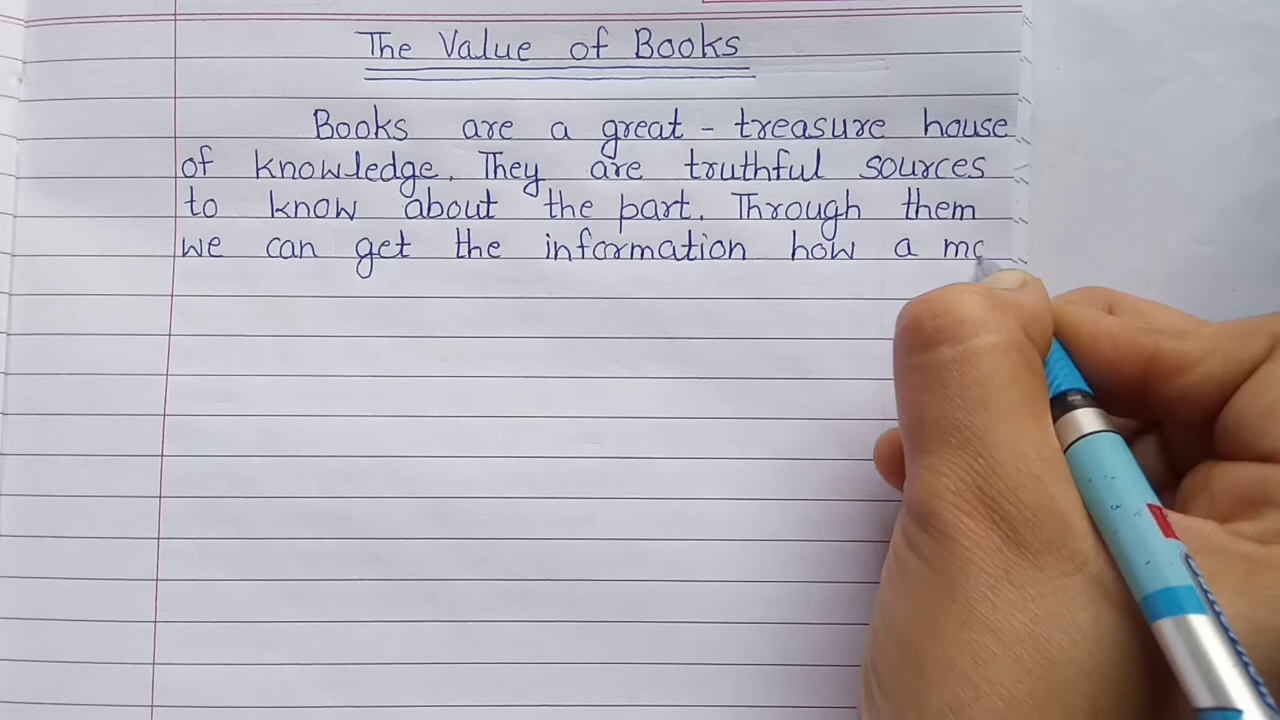 The Value of Books
Books are a great - treasure house
of knowledge. They are truthful sources
to know about the part. Through them
we can get the information how a